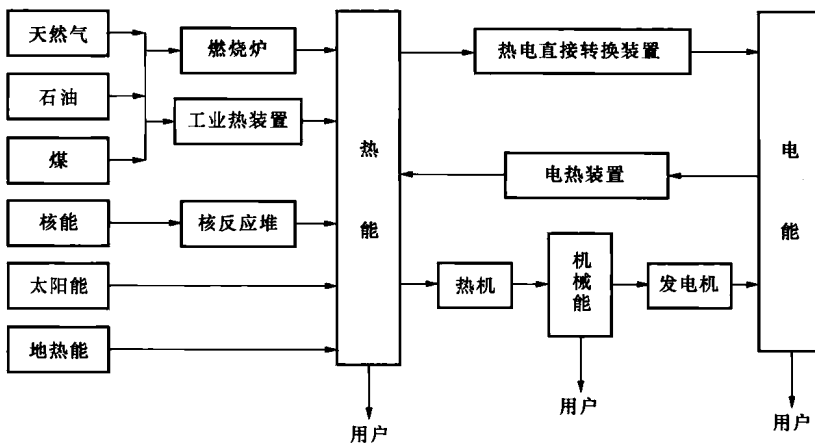 天然气
石油
煤
核能
太阳能
地热能
燃烧炉
工业热装置
核反应堆
热能
用户
热电直接转换装置
电热装置
热机
机械能
用户
发电机
电能
用户